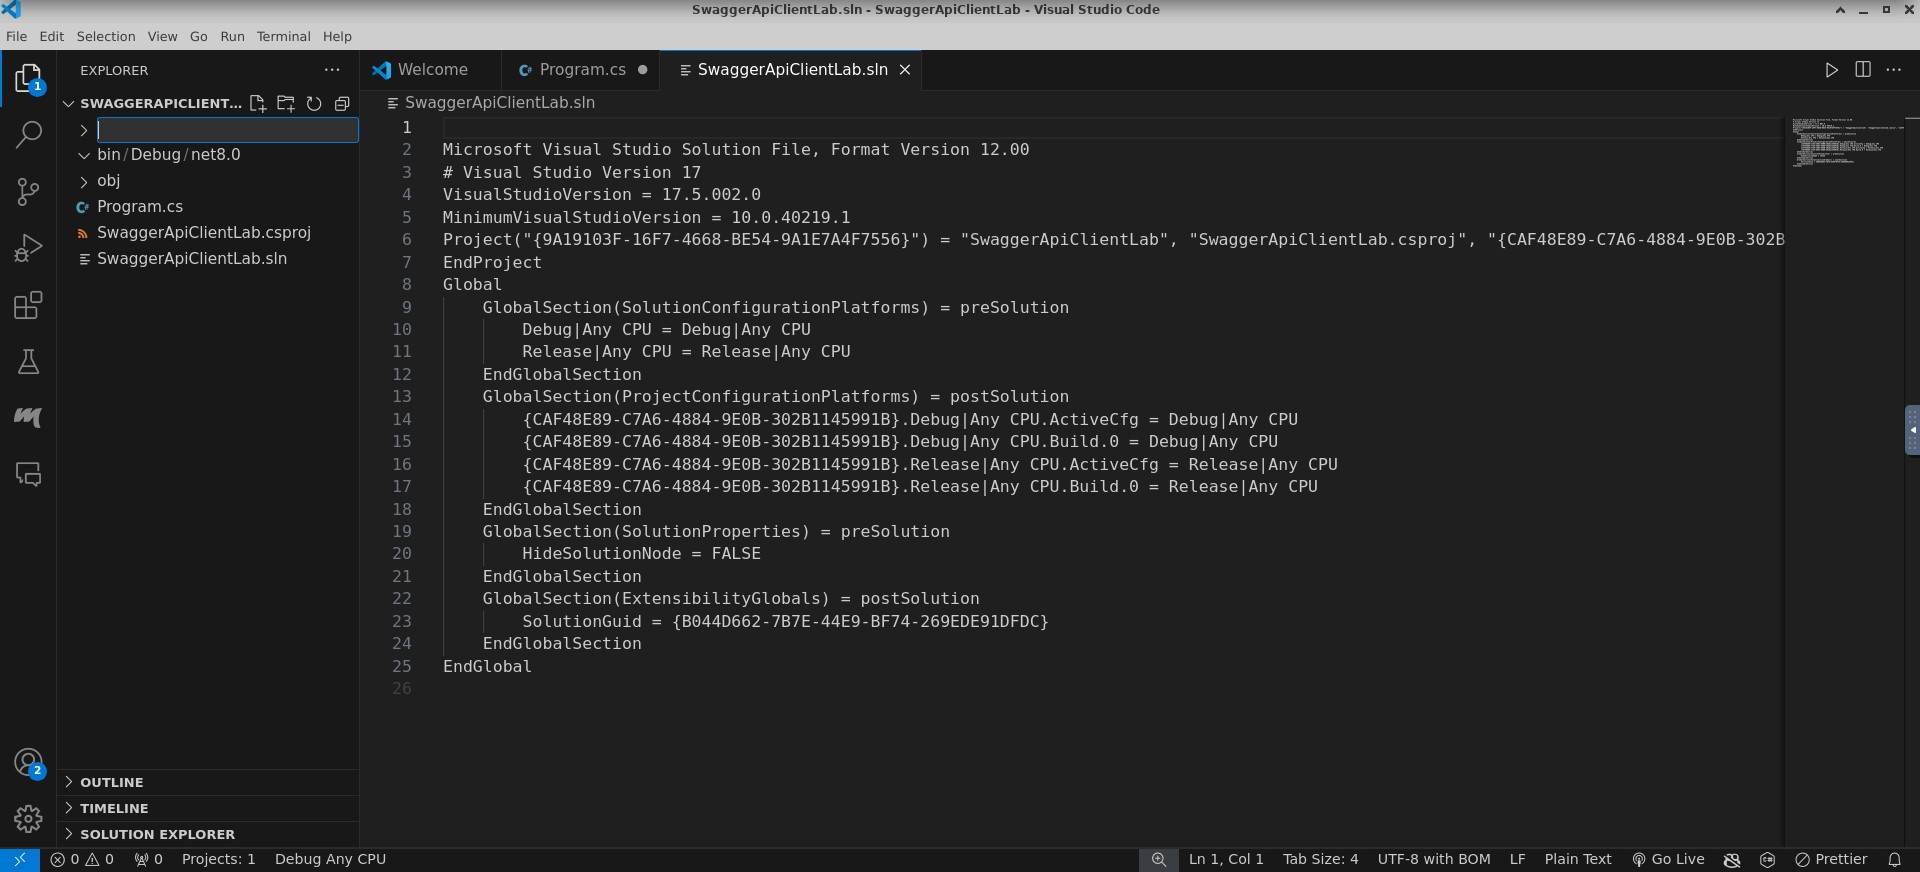 SwaggerApiClientLab.sln - SwaggerApiClientLab - Visual Studio Code
File Edit Selection View Go Run Terminal Help
EXPLORER
SWAGGERAPICLIENT...
bin/Debug/net8.0
obj
Program.cs
SwaggerApiClientLab.csproj
SwaggerApiClientLab.sln
OUTLINE
TIMELINE
SOLUTION EXPLORER
1
2
Welcome
C# Program.cs
SwaggerApiClientLab.sln
SwaggerApiClientLab.sln
1
2 Microsoft Visual Studio Solution File, Format Version 12.00
3 # Visual Studio Version 17
4 VisualStudioVersion = 17.5.002.0
5 MinimumVisualStudioVersion = 10.0.40219.1
6 Project("{9A19103F-16F7-4668-BE54-9A1E7A4F7556}") = "SwaggerApiClientLab", "SwaggerApiClientLab.csproj", "{CAF48E89-C7A6-4884-9E0B-302B
7 EndProject
8 Global
9 GlobalSection(SolutionConfigurationPlatforms) = preSolution
10 Debug|Any CPU = Debug|Any CPU
11 Release|Any CPU = Release|Any CPU
12 EndGlobalSection
13 GlobalSection(ProjectConfigurationPlatforms) = postSolution
14 {CAF48E89-C7A6-4884-9E0B-302B1145991B}.Debug|Any CPU.ActiveCfg = Debug|Any CPU
15 {CAF48E89-C7A6-4884-9E0B-302B1145991B}.Debug|Any CPU.Build.0 = Debug|Any CPU
16 {CAF48E89-C7A6-4884-9E0B-302B1145991B}.Release|Any CPU.ActiveCfg = Release|Any CPU
17 {CAF48E89-C7A6-4884-9E0B-302B1145991B}.Release|Any CPU.Build.0 = Release|Any CPU
18 EndGlobalSection
19 GlobalSection(SolutionProperties) = preSolution
20 HideSolutionNode = FALSE
21 EndGlobalSection
22 GlobalSection(ExtensibilityGlobals) = postSolution
23 SolutionGuid = {B044D662-7B7E-44E9-BF74-269EDE91DFDC}
24 EndGlobalSection
25 EndGlobal
26
0 0 0 Projects: 1 Debug Any CPU Ln 1, Col 1 Tab Size: 4 UTF-8 with BOM LF Plain Text Go Live Prettier